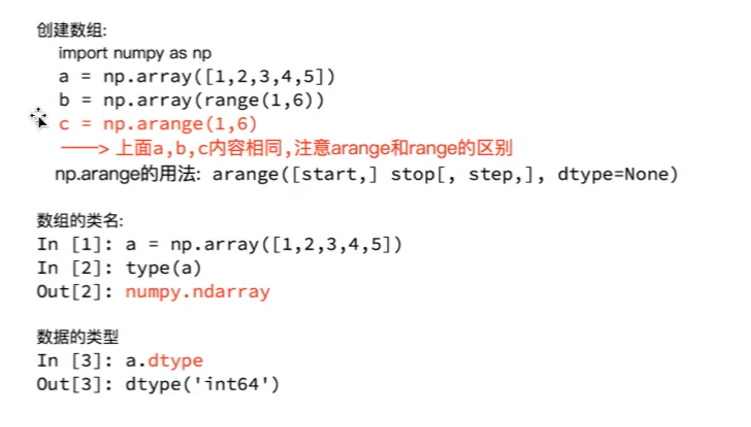 创建数组:
import numpy as np
a = np.array([1,2,3,4,5])
b = np.array(range(1,6))
c = np.arange(1,6)
——> 上面a,b,c内容相同,注意arange和range的区别
np.arange的用法: arange([start,] stop[, step,], dtype=None)
数组的类名:
In [1]: a = np.array([1,2,3,4,5])
In [2]: type(a)
Out[2]: numpy.ndarray
数据的类型
In [3]: a.dtype
Out[3]: dtype('int64')